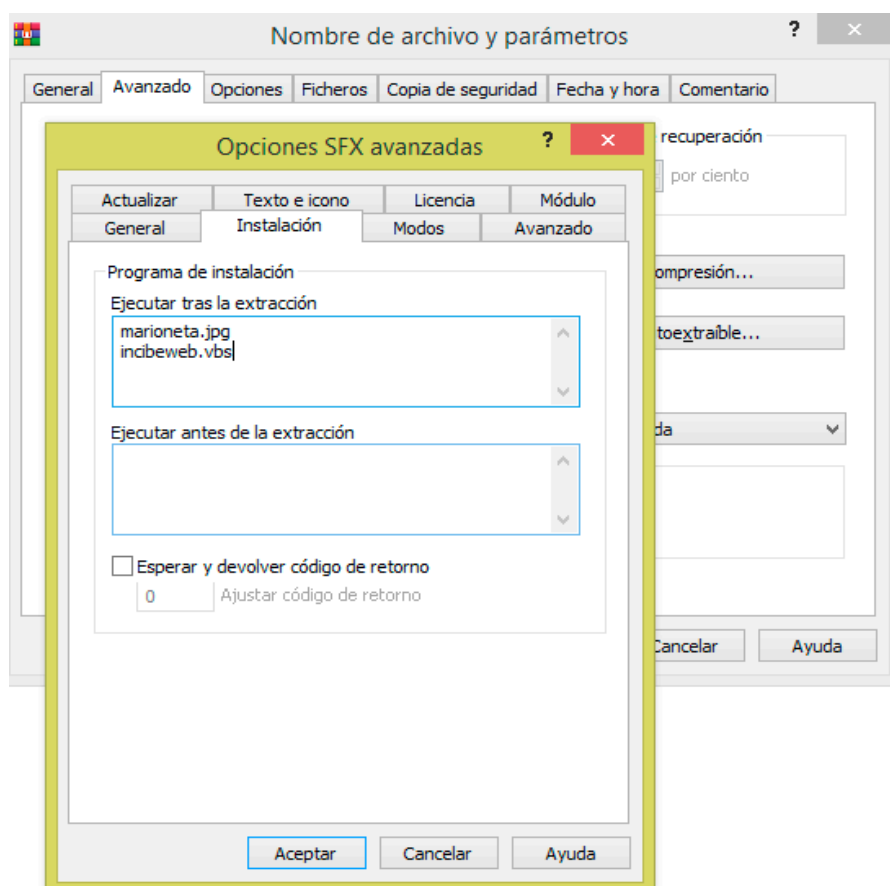 Nombre de archivo y parámetros
?
General Avanzado Opciones Ficheros Copia de seguridad Fecha y hora Comentario
recuperación
por ciento
Opciones SFX avanzadas
?
Actualizar Texto e icono Licencia Módulo
General Instalación Modos Avanzado
Programa de instalación
Ejecutar tras la extracción
marioneta.jpg
incibeweb.vbs
Ejecutar antes de la extracción
Esperar y devolver código de retorno
0 Ajustar código de retorno
Aceptar Cancelar Ayuda
ompresión...
toextraíble...
da
Cancelar Ayuda